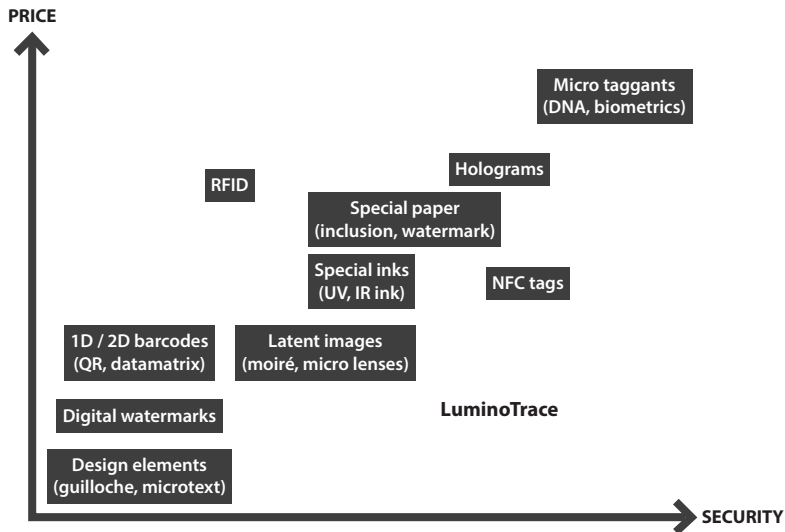 PRICE
Micro taggants
(DNA, biometrics)
Holograms
RFID
Special paper
(inclusion, watermark)
Special inks
(UV, IR ink)
NFC tags
1D / 2D barcodes
(QR, datamatrix)
Latent images
(moiré, micro lenses)
LuminoTrace
Digital watermarks
Design elements
(guilloche, microtext)
SECURITY